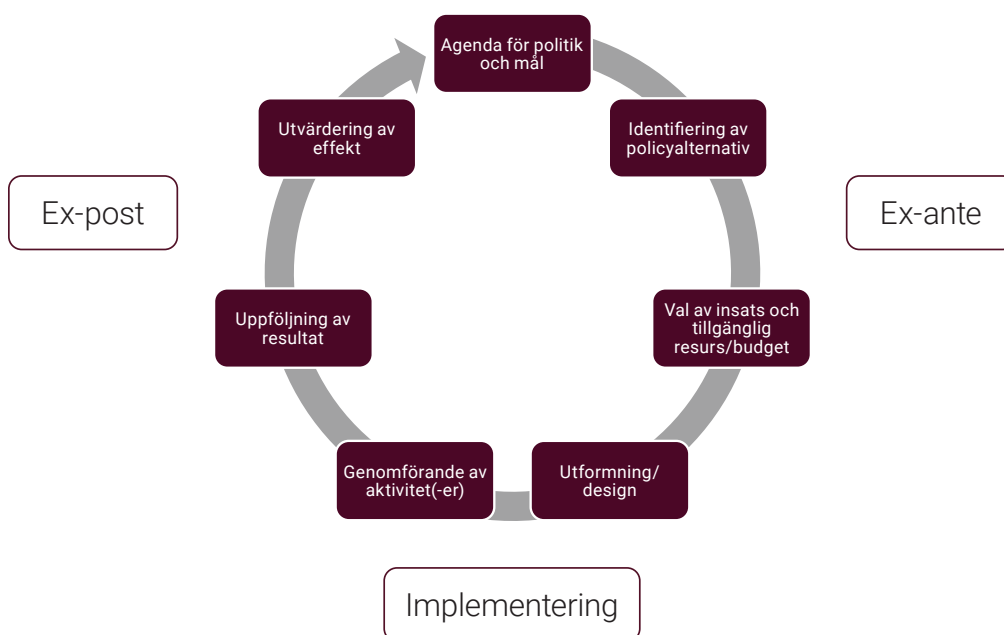 Agenda för politik
och mål
Utvärdering av
effekt
Identifiering av
policyalternativ
Ex-post
Ex-ante
Uppföljning av
resultat
Val av insats och
tillgänglig
resurs/budget
Genomförande av
aktivitet(-er)
Utformning/
design
Implementering